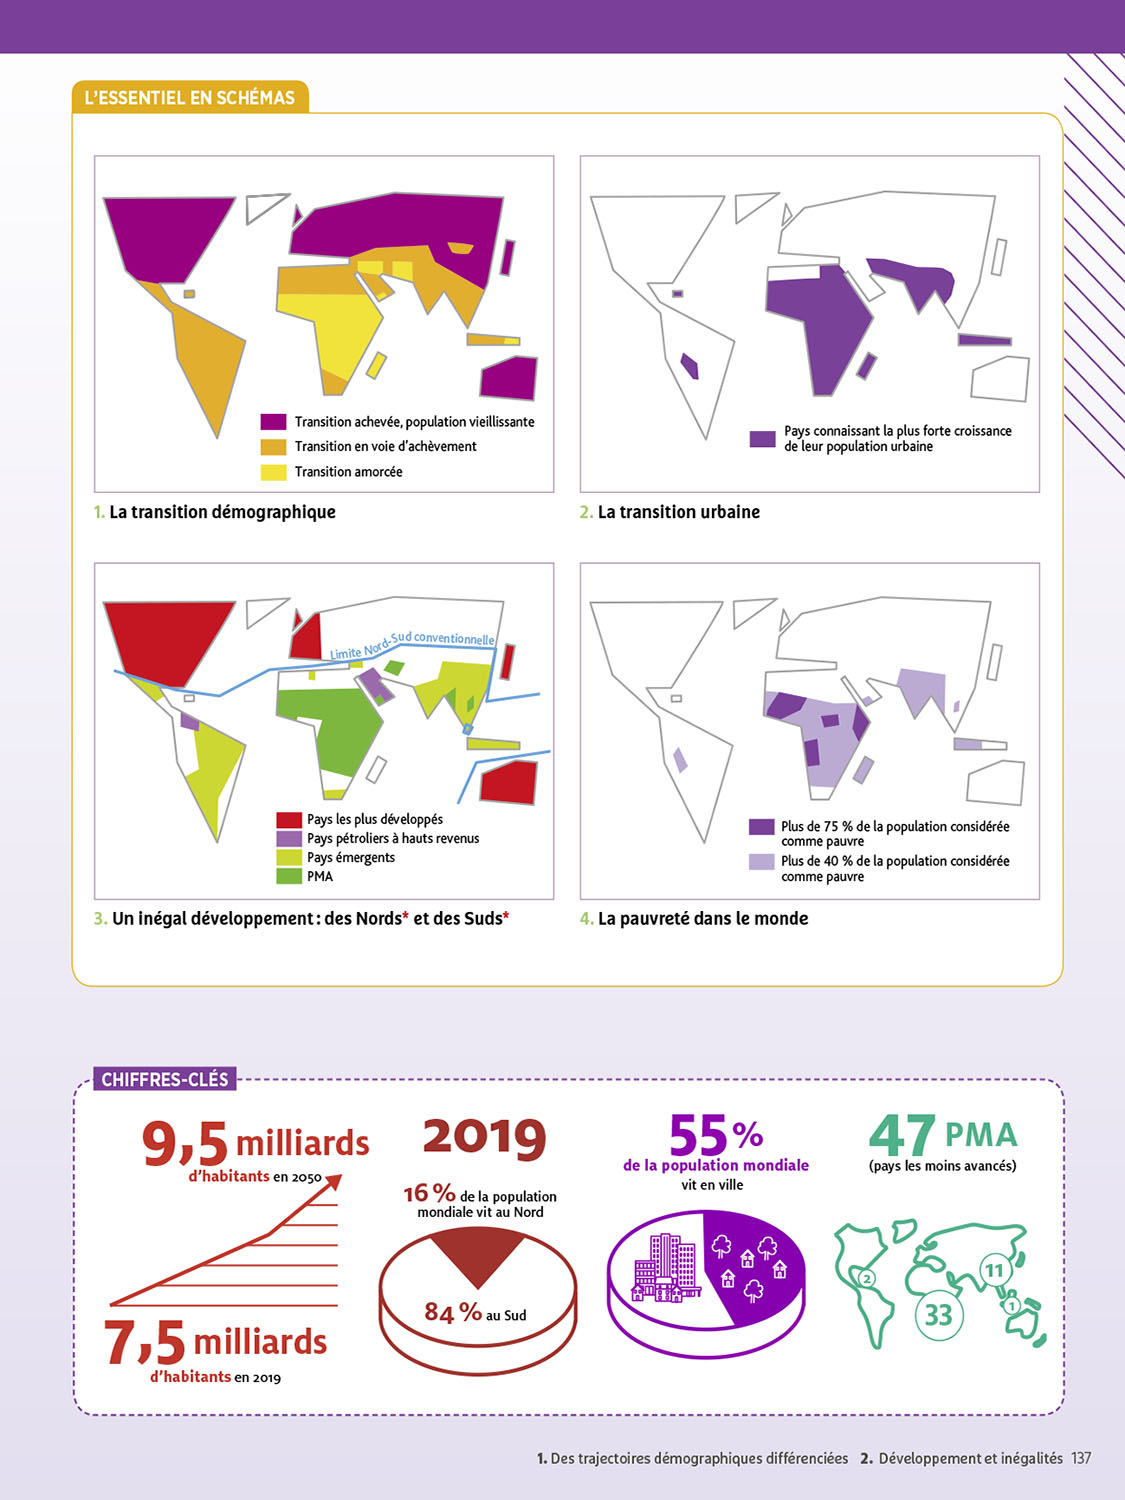 L'ESSENTIEL EN SCHÉMAS
Transition achevée, population vieillissante
Transition en voie d'achèvement
Transition amorcée
1. La transition démographique
Pays connaissant la plus forte croissance
de leur population urbaine
2. La transition urbaine
Limite Nord-Sud conventionnelle
Pays les plus développés
Pays pétroliers à hauts revenus
Pays émergents
PMA
3. Un inégal développement : des Nords* et des Suds*
Plus de 75 % de la population considérée
comme pauvre
Plus de 40 % de la population considérée
comme pauvre
4. La pauvreté dans le monde
CHIFFRES-CLÉS
9,5 milliards
d'habitants en 2050
7,5 milliards
d'habitants en 2019
2019
16 % de la population
mondiale vit au Nord
84 % au Sud
55 %
de la population mondiale
vit en ville
47 PMA
(pays les moins avancés)
2
11
33
1
1. Des trajectoires démographiques différenciées 2. Développement et inégalités 137